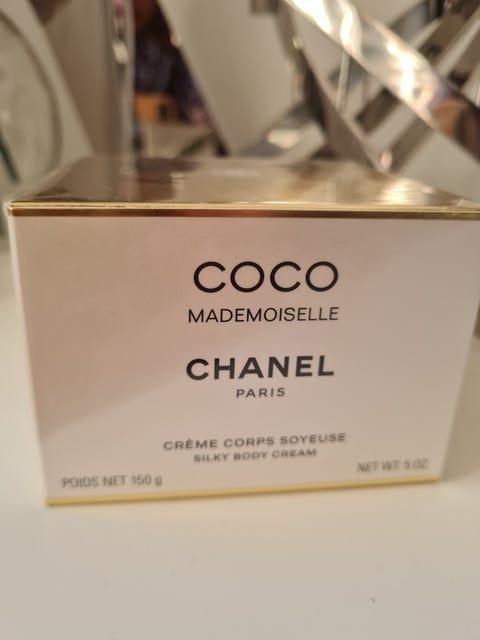 COCO
MADEMOISELLE
CHANEL
PARIS
CRÈME CORPS SOYEUSE
SILKY BODY CREAM
POIDS NET 150 g
NET WT. 5 OZ.